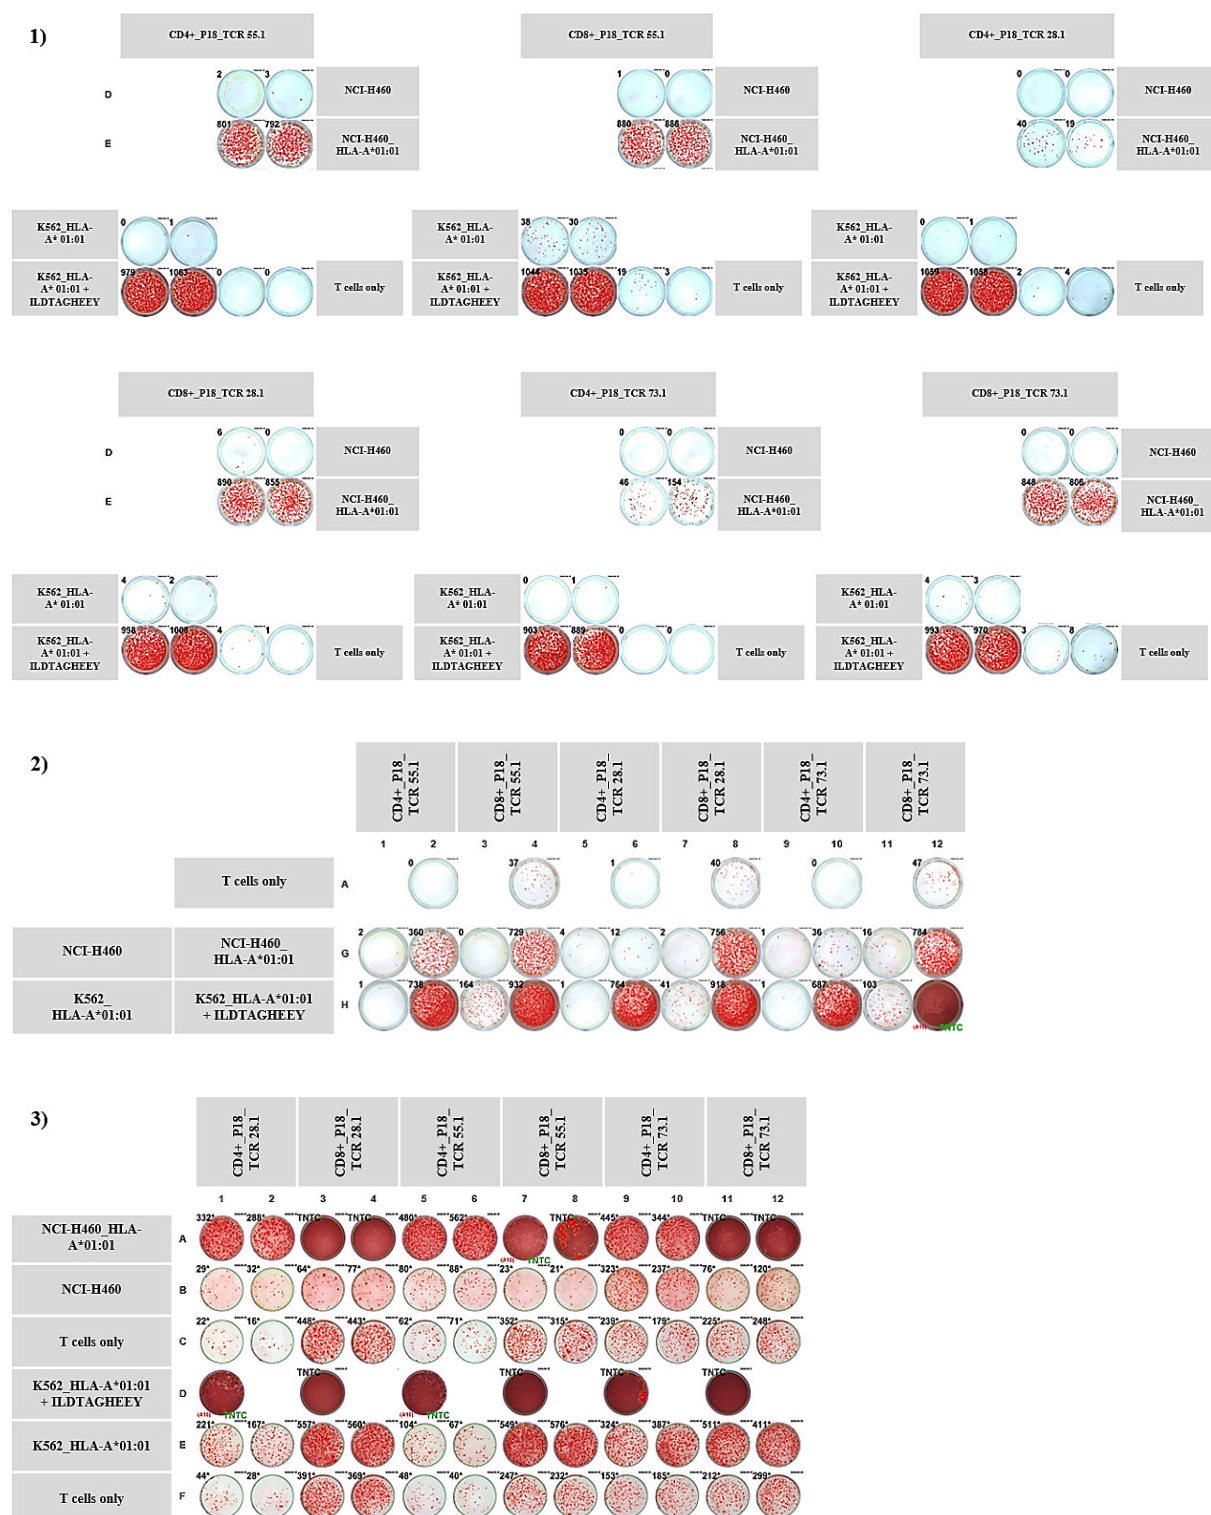 1)
CD4+_P18_TCR 55.1
CD8+_P18_TCR 55.1
CD4+_P18_TCR 28.1
D
2 3
NCI-H460
1 0
NCI-H460
0 0
NCI-H460
E
801 792
NCI-H460_
HLA-A*01:01
880 888
NCI-H460_
HLA-A*01:01
40 19
NCI-H460_
HLA-A*01:01
K562_HLA-
A* 01:01
0 1
K562_HLA-
A* 01:01
38 30
K562_HLA-
A* 01:01
0 1
K562_HLA-
A* 01:01 +
ILDTAGHEEY
979 1063 0 0
T cells only
K562_HLA-
A* 01:01 +
ILDTAGHEEY
1044 1035 19 3
T cells only
K562_HLA-
A* 01:01 +
ILDTAGHEEY
1059 1058 2 4
T cells only
CD8+_P18_TCR 28.1
CD4+_P18_TCR 73.1
CD8+_P18_TCR 73.1
D
6 0
NCI-H460
0 0
NCI-H460
0 0
NCI-H460
E
890 855
NCI-H460_
HLA-A*01:01
46 154
NCI-H460_
HLA-A*01:01
848 806
NCI-H460_
HLA-A*01:01
K562_HLA-
A* 01:01
4 2
K562_HLA-
A* 01:01
0 1
K562_HLA-
A* 01:01
4 3
K562_HLA-
A* 01:01 +
ILDTAGHEEY
998 1008 4 1
T cells only
K562_HLA-
A* 01:01 +
ILDTAGHEEY
903 889 0 0
T cells only
K562_HLA-
A* 01:01 +
ILDTAGHEEY
993 970 3 8
T cells only
2)
CD4+_P18_
TCR 55.1
CD8+_P18_
TCR 55.1
CD4+_P18_
TCR 28.1
CD8+_P18_
TCR 28.1
CD4+_P18_
TCR 73.1
CD8+_P18_
TCR 73.1
1 2 3 4 5 6 7 8 9 10 11 12
T cells only
A
0 37 1 40 0 47
NCI-H460
NCI-H460_
HLA-A*01:01
G
2 360 0 729 4 12 2 756 1 36 16 784
K562_
HLA-A*01:01
K562_HLA-A*01:01
+ ILDTAGHEEY
H
1 738 164 932 1 764 41 918 1 687 103
(A10) TNTC
3)
CD4+_P18_
TCR 28.1
CD8+_P18_
TCR 28.1
CD4+_P18_
TCR 55.1
CD8+_P18_
TCR 55.1
CD4+_P18_
TCR 73.1
CD8+_P18_
TCR 73.1
1 2 3 4 5 6 7 8 9 10 11 12
NCI-H460_HLA-
A*01:01
A
332* 288* TNTC TNTC 480* 562* TNTC 445* 344* TNTC TNTC
(A10) TNTC
NCI-H460
B
29* 32* 64* 77* 80* 88* 23* 21* 323* 237* 76* 120*
T cells only
C
22* 16* 448* 443* 62* 71* 352* 315* 239* 179* 225* 248*
K562_HLA-A*01:01
+ ILDTAGHEEY
D
TNTC TNTC TNTC TNTC
(A10) TNTC (A10) TNTC
K562_HLA-A*01:01
E
221* 167* 557* 560* 104* 67* 549* 576* 324* 387* 511* 411*
T cells only
F
44* 28* 391* 369* 48* 40* 247* 232* 153* 185* 212* 299*